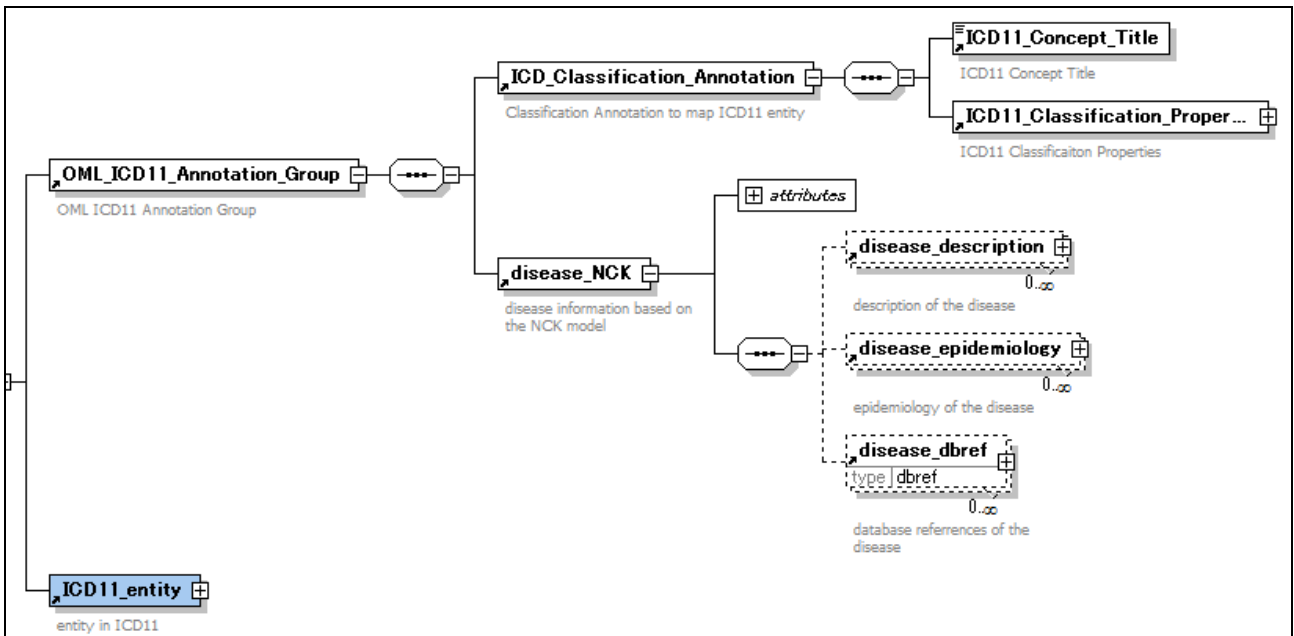 ICD11_Concept_Title
ICD11 Concept Title
ICD_Classification_Annotation
Classification Annotation to map ICD11 entity
ICD11_Classification_Proper...
ICD11 Classificaiton Properties
OML_ICD11_Annotation_Group
OML ICD11 Annotation Group
attributes
disease_description
0..∞
description of the disease
disease_NCK
disease information based on
the NCK model
disease_epidemiology
0..∞
epidemiology of the disease
disease_dbref
type dbref
0..∞
database referrences of the
disease
ICD11_entity
entity in ICD11